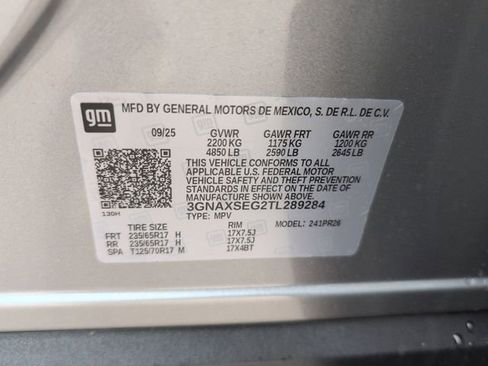 gm
MFD BY GENERAL MOTORS DE MEXICO, S. DE R.L. DE C.V.
09/25 GVWR GAWR FRT GAWR RR
2200 KG 1175 KG 1200 KG
4850 LB 2590 LB 2645 LB
THIS VEHICLE CONFORMS TO ALL
APPLICABLE U.S. FEDERAL MOTOR
VEHICLE SAFETY AND THEFT
PREVENTION STANDARDS IN EFFECT ON
THE DATE OF MANUFACTURE SHOWN ABOVE.
3GNAXSEG2TL289284
130H TYPE: MPV MODEL: 241PR26
TIRE SIZE RIM
FRT 235/65R17 H 17X7.5J
RR 235/65R17 H 17X7.5J
SPA T125/70R17 M 17X4BT